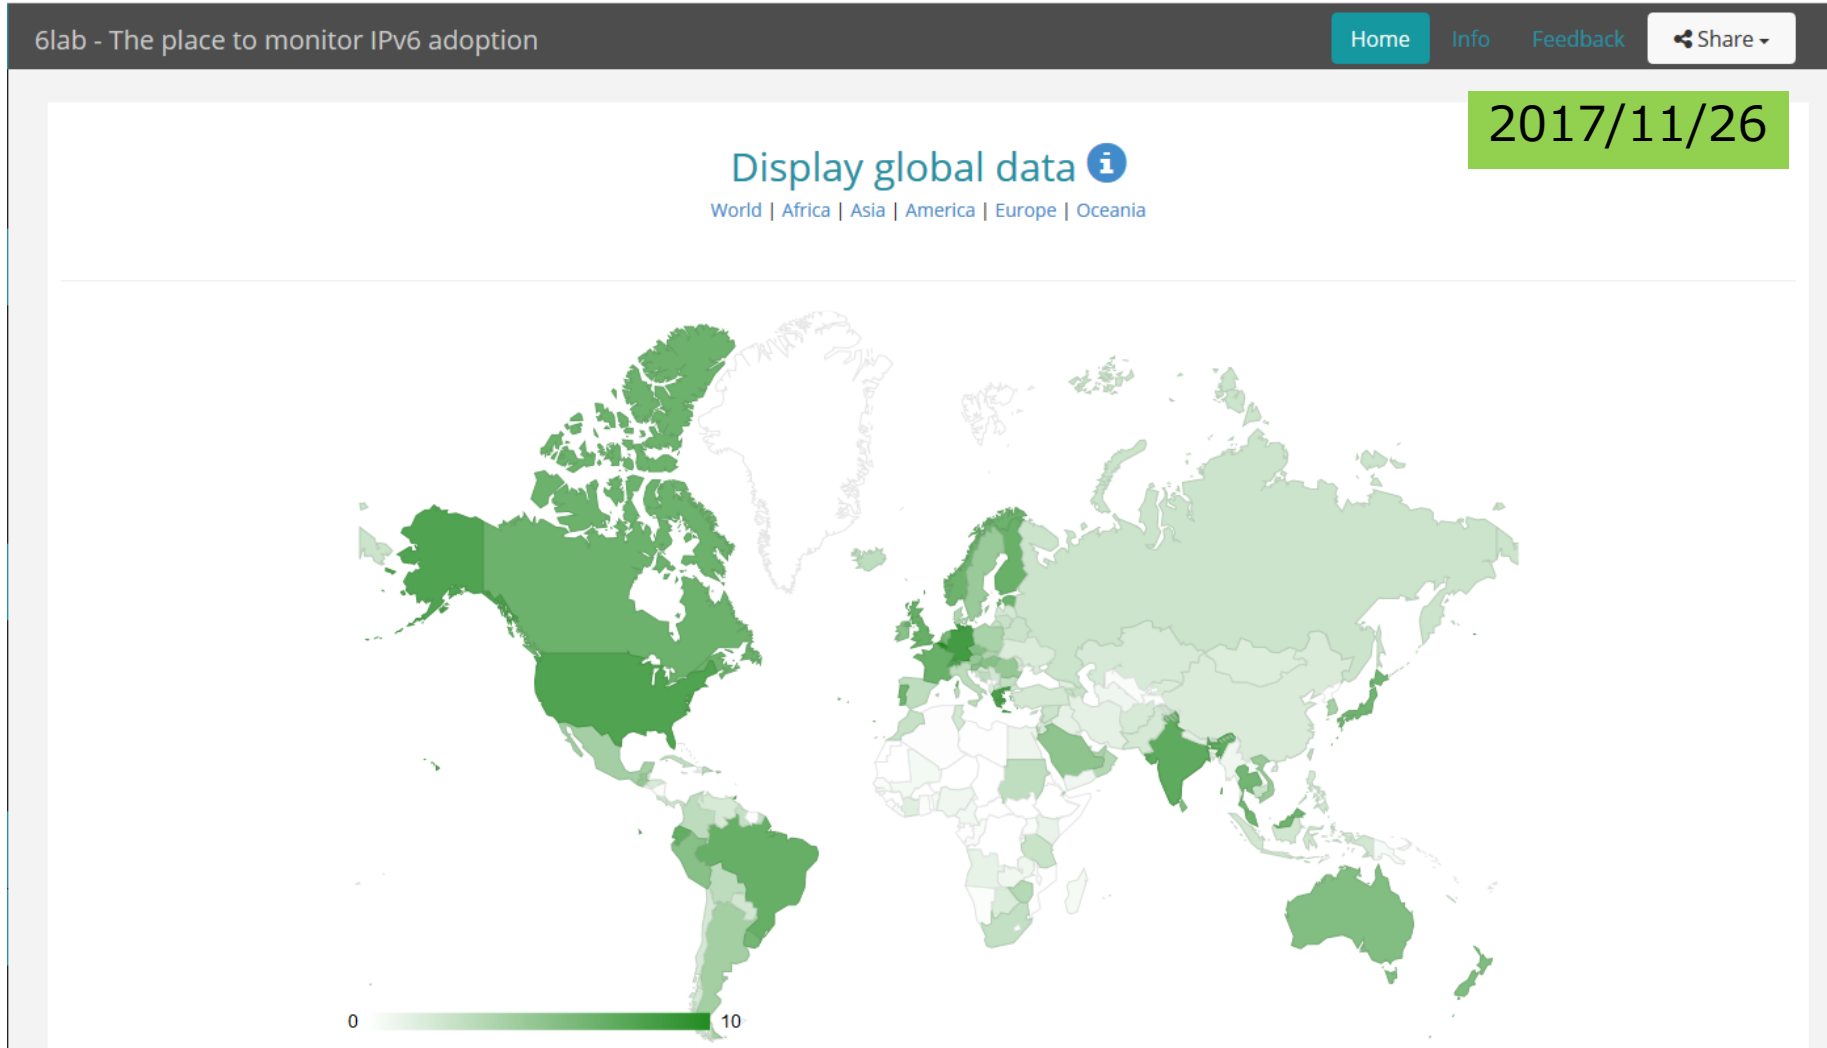 6lab - The place to monitor IPv6 adoption
Home Info Feedback Share
2017/11/26
Display global data i
World | Africa | Asia | America | Europe | Oceania
0 10